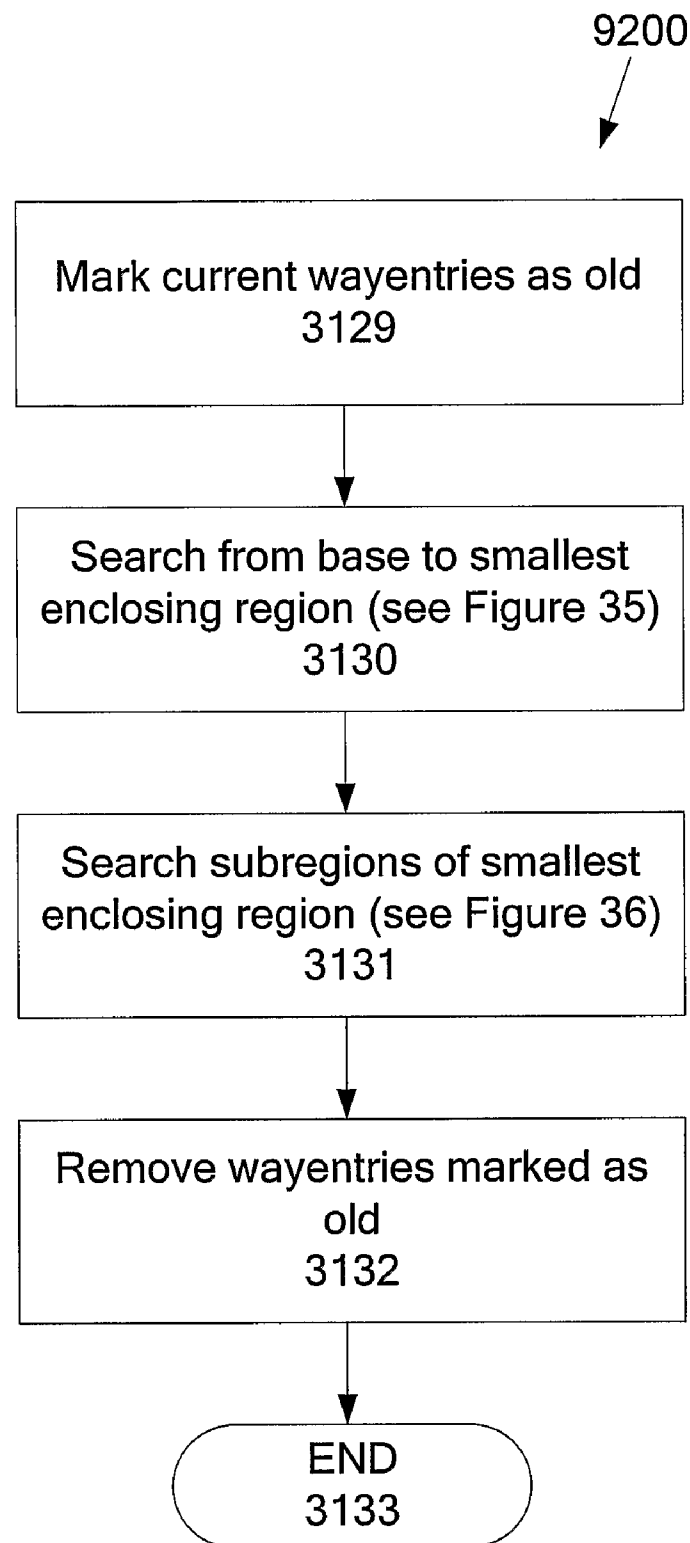 9200
Mark current wayentries as old
3129
Search from base to smallest
enclosing region (see Figure 35)
3130
Search subregions of smallest
enclosing region (see Figure 36)
3131
Remove wayentries marked as
old
3132
END
3133